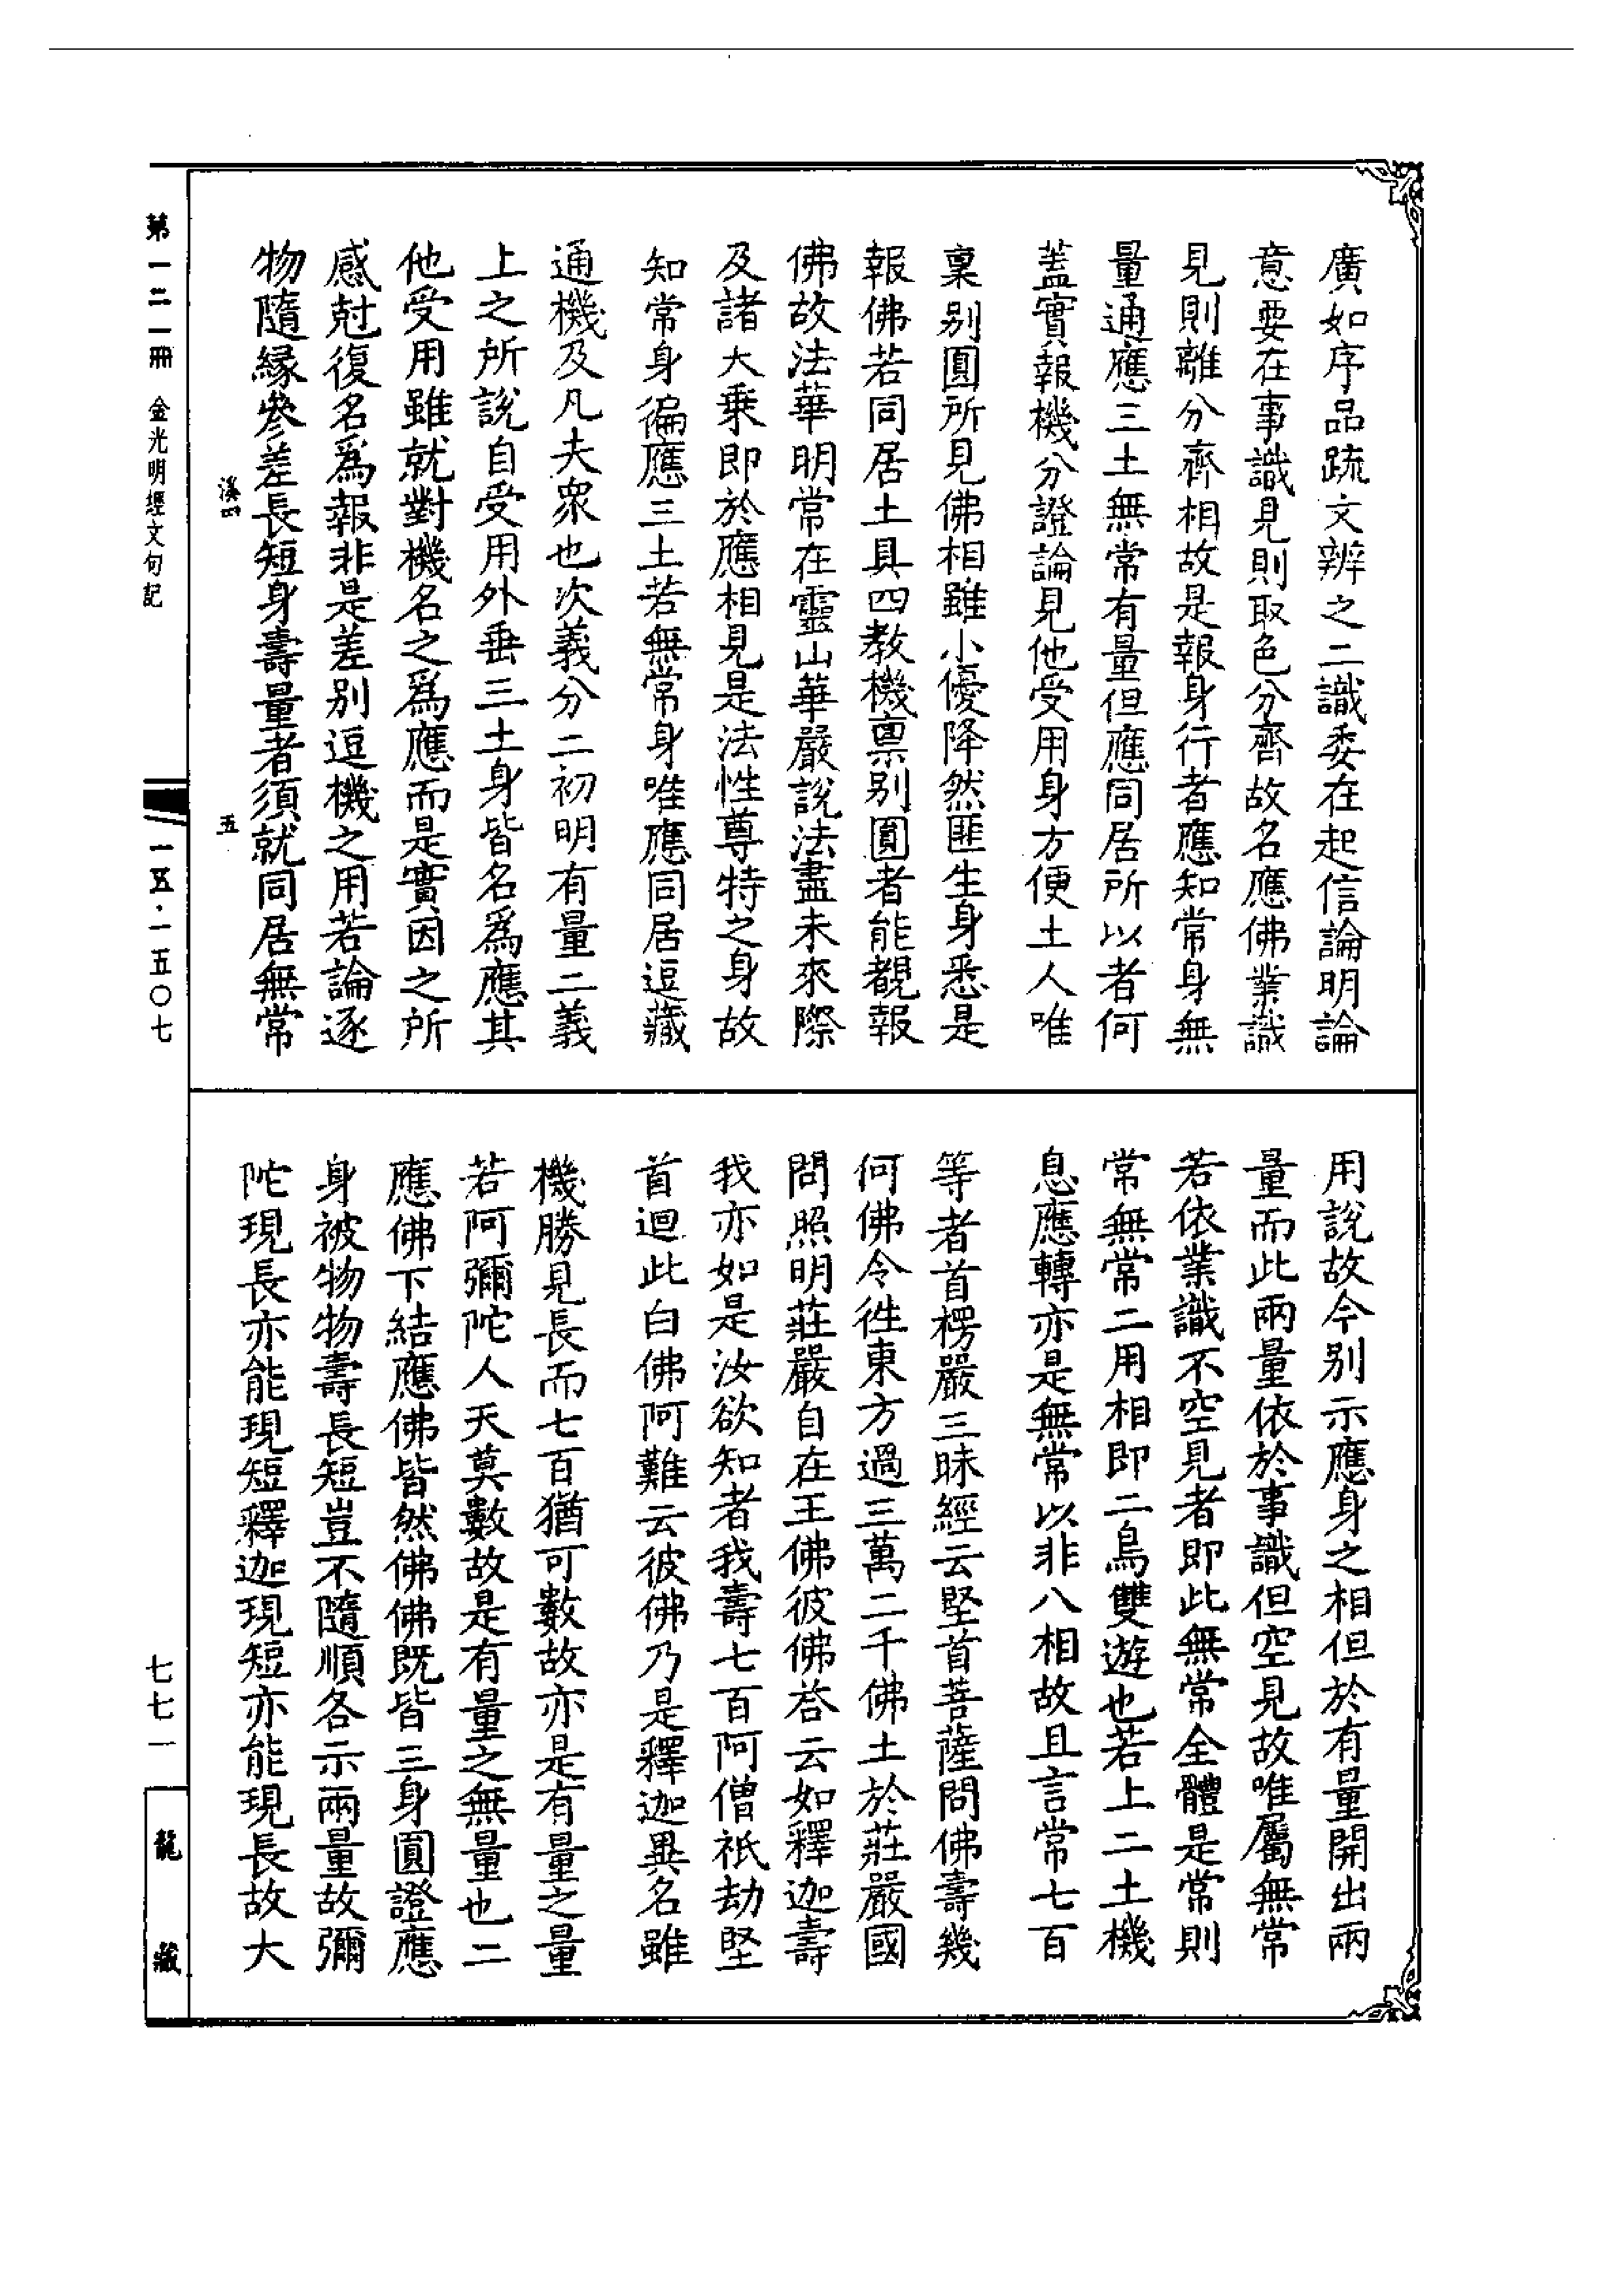 廣如序品疏文辨之二識委在起信論明論
意要在事識見則取色分齊故名應佛業識
見則離分齊相故是報身行者應知常身無
量通應三土無常有量但應同居所以者何
蓋實報機分證論見他受用身方便土人唯
稟别圓所見佛相雖小優降然匪生身悉是
報佛若同居土具四教機稟别圓者能覩報
佛故法華明常在靈山華嚴說法盡未來際
及諸大乘即於應相見是法性尊特之身故
知常身徧應三土若無常身唯應同居逗藏
通機及凡夫衆也次義分二初明有量二義
上之所說自受用外垂三土身皆名爲應其
他受用雖就對機名之爲應而是實因之所
感尅復名爲報非是差别逗機之用若論逐
物隨緣參差長短身壽量者須就同居無常
用說故今别示應身之相但於有量開出兩
量而此兩量依於事識但空見故唯屬無常
若依業識不空見者即此無常全體是常則
常無常二用相即二鳥雙遊也若上二土機
息應轉亦是無常以非八相故且言常七百
等者首楞嚴三昧經云堅首菩薩問佛壽幾
何佛令徃東方過三萬二千佛土於莊嚴國
問照明莊嚴自在王佛彼佛荅云如釋迦壽
我亦如是汝欲知者我壽七百阿僧祇劫堅
首迴此白佛阿難云彼佛乃是釋迦異名雖
機勝見長而七百猶可數故亦是有量之量
若阿彌陀人天莫數故是有量之無量也二
應佛下結應佛皆然佛佛既皆三身圓證應
身被物物壽長短豈不隨順各示兩量故彌
陀現長亦能現短釋迦現短亦能現長故大
溪四
五
第一二一冊 金光明經文句記
一五·一五〇七
七七一
龍藏